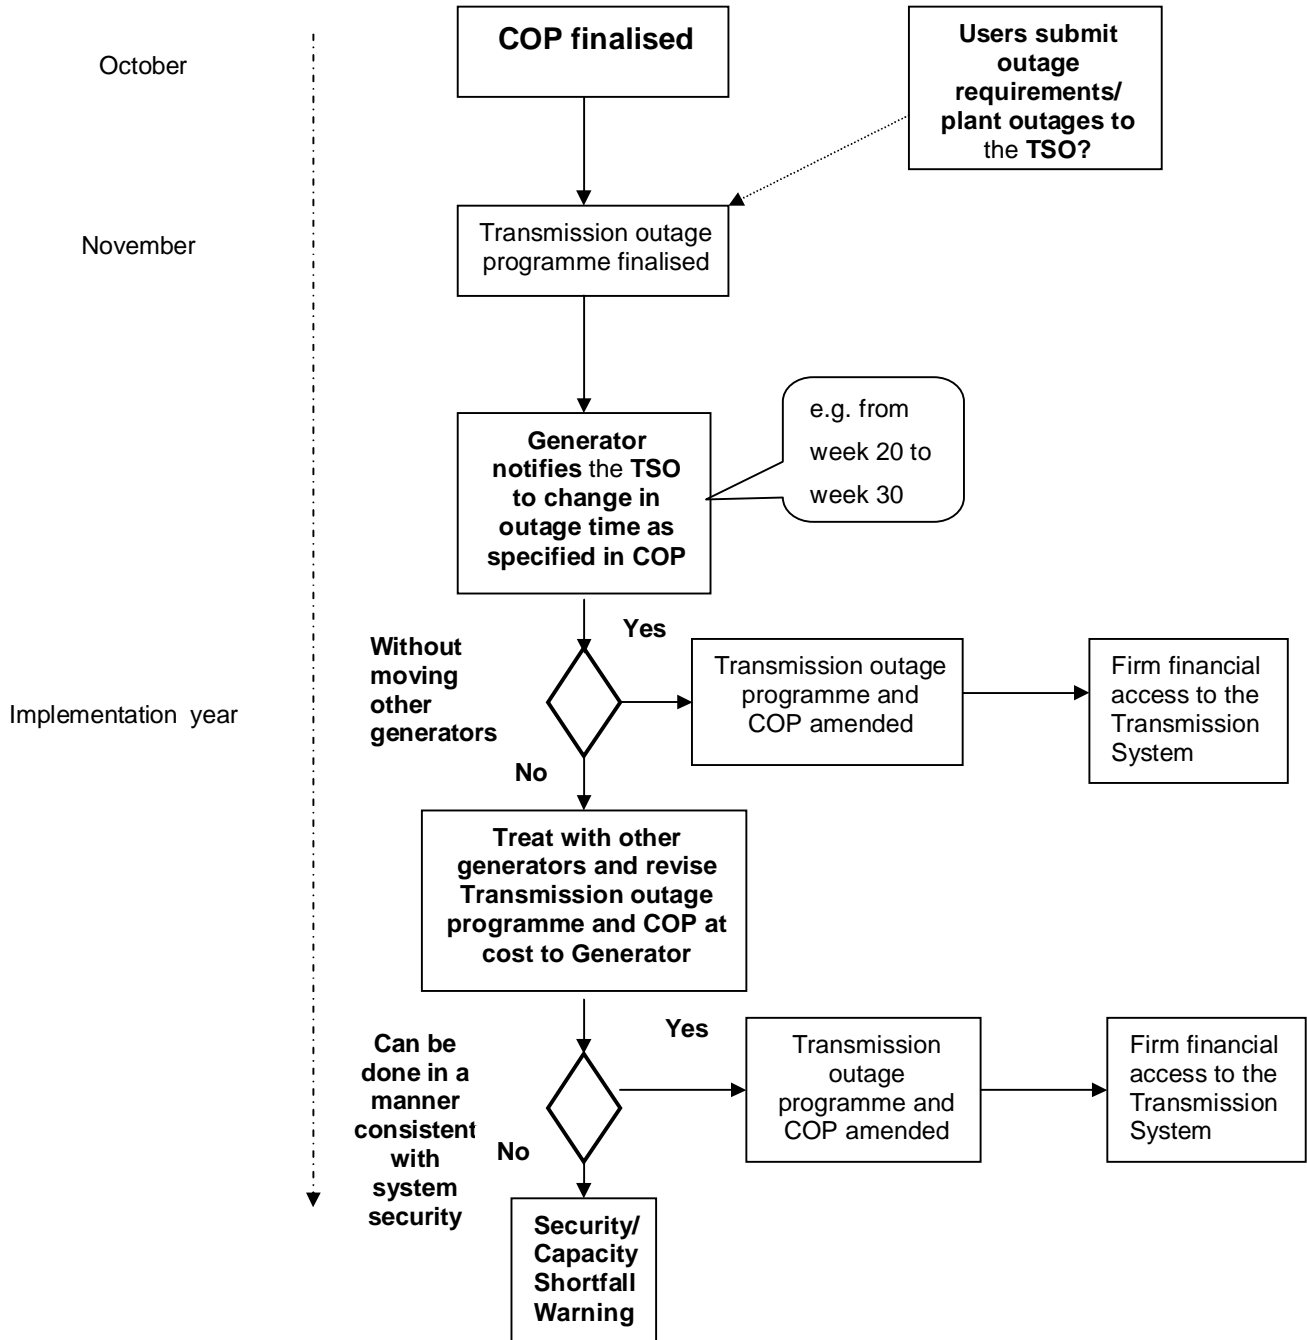 COP finalised
Users submit
outage
requirements/
plant outages to
the TSO?
October
November
Transmission outage
programme finalised
e.g. from
week 20 to
week 30
Generator
notifies the TSO
to change in
outage time as
specified in COP
Yes
Without
moving
other
generators
Transmission outage
programme and
COP amended
Firm financial
access to the
Transmission
System
Implementation year
No
Treat with other
generators and revise
Transmission outage
programme and COP at
cost to Generator
Yes
Can be
done in a
manner
consistent
with
system
security
Transmission
outage
programme and
COP amended
Firm financial
access to the
Transmission
System
No
Security/
Capacity
Shortfall
Warning